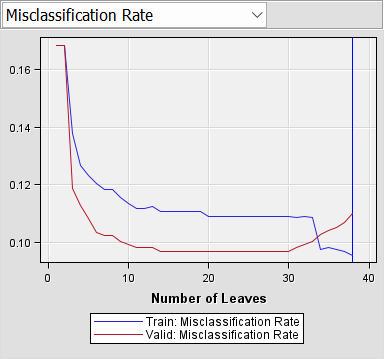 Misclassification Rate
0.16
0.14
0.12
0.10
0 10 20 30 40
Number of Leaves
Train: Misclassification Rate
Valid: Misclassification Rate